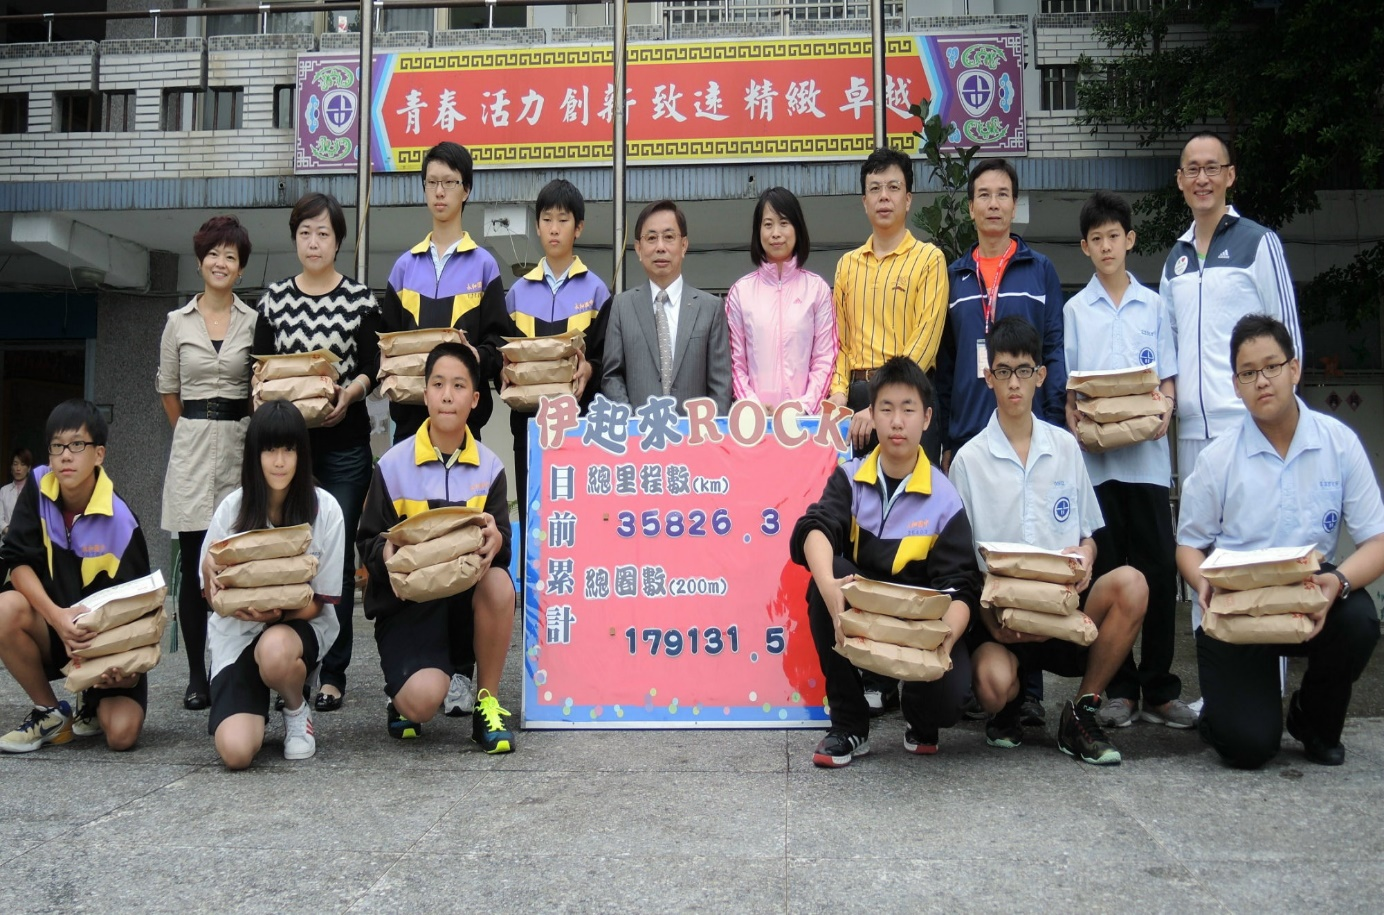 青春 活力 創新 致遠 精緻 卓越
伊起來ROCK
目前累計
總里程數(km)
35826.3
總圈數(200m)
179131.5